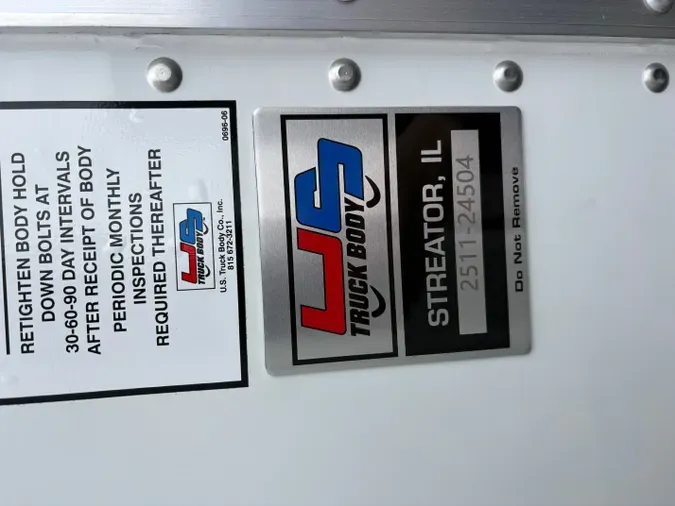 RETIGHTEN BODY HOLD
DOWN BOLTS AT
30-60-90 DAY INTERVALS
AFTER RECEIPT OF BODY
PERIODIC MONTHLY
INSPECTIONS
REQUIRED THEREAFTER
US
TRUCK BODY
U.S. Truck Body Co., Inc.
815 672-3211
0696-06
US
TRUCK BODY
STREATOR, IL
2511-24504
Do Not Remove